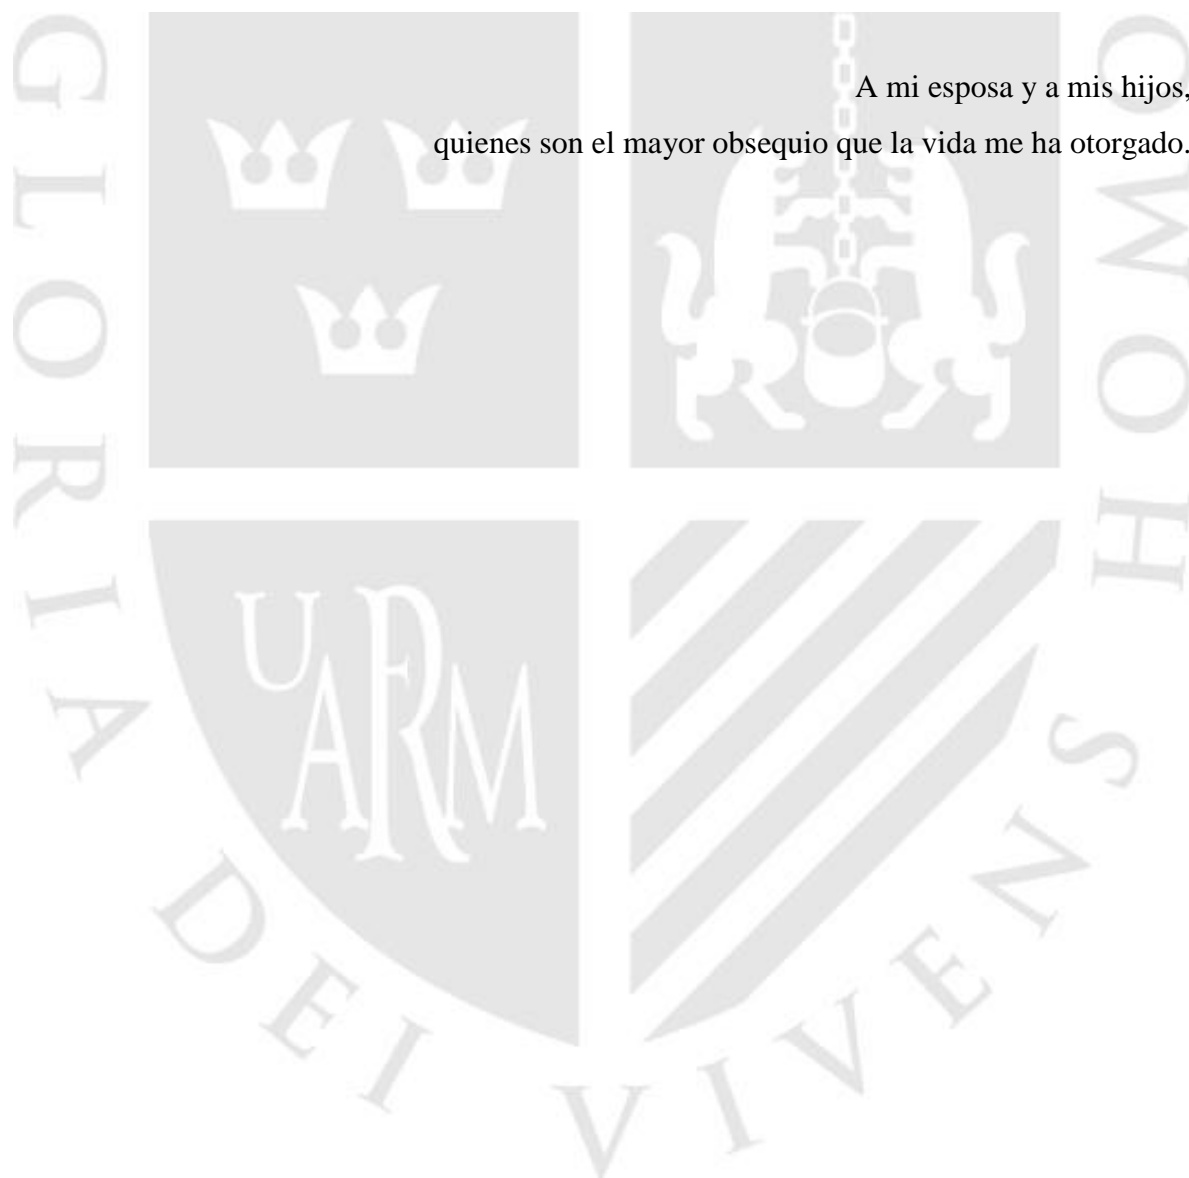 A mi esposa y a mis hijos,
quienes son el mayor obsequio que la vida me ha otorgado.
GLORIA DEI VIVENS HOMO
UARM